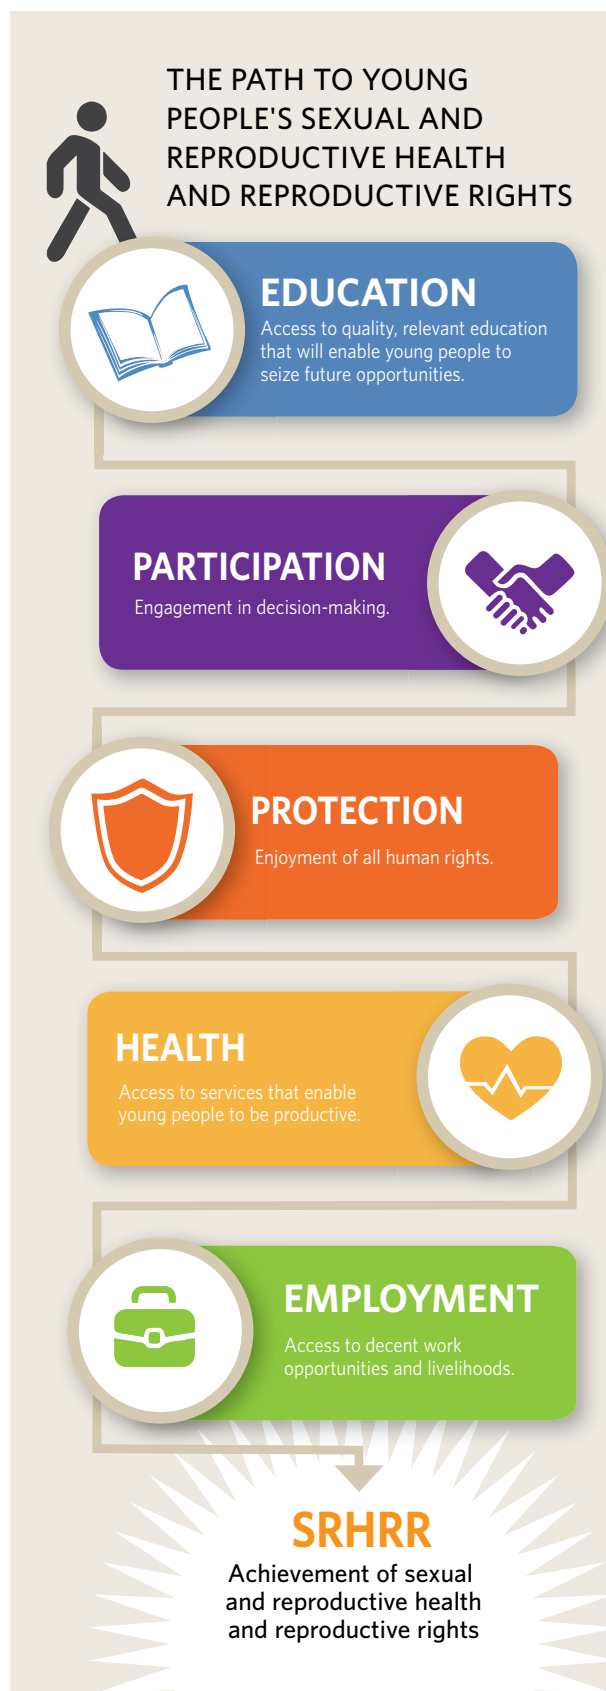 THE PATH TO YOUNG
PEOPLE'S SEXUAL AND
REPRODUCTIVE HEALTH
AND REPRODUCTIVE RIGHTS
EDUCATION
Access to quality, relevant education
that will enable young people to
seize future opportunities.
PARTICIPATION
Engagement in decision-making.
PROTECTION
Enjoyment of all human rights.
HEALTH
Access to services that enable
young people to be productive.
EMPLOYMENT
Access to decent work
opportunities and livelihoods.
SRHRR
Achievement of sexual
and reproductive health
and reproductive rights